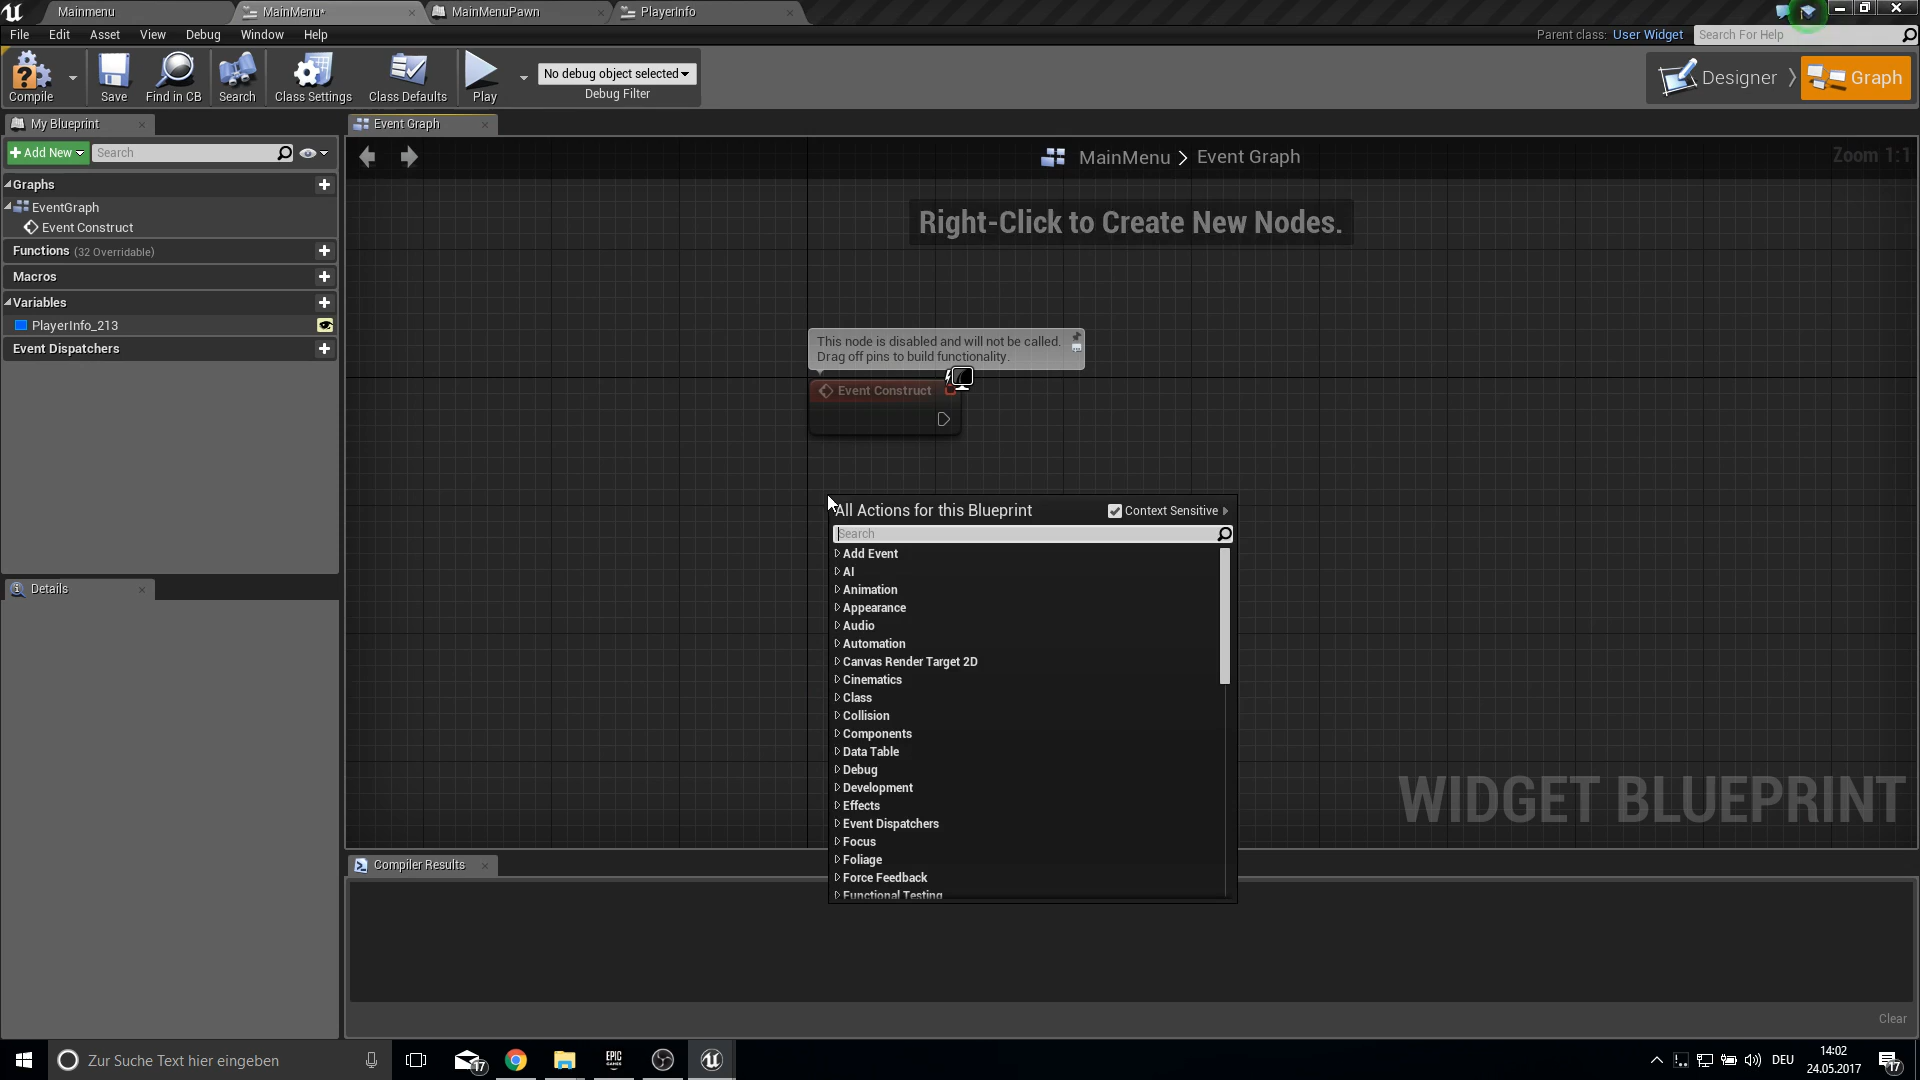 Mainmenu
MainMenu*
MainMenuPawn
PlayerInfo
File Edit Asset View Debug Window Help
Parent class: User Widget
Search For Help
Compile
Save
Find in CB
Search
Class Settings
Class Defaults
Play
No debug object selected
Debug Filter
Designer
Graph
My Blueprint
Add New
Search
Graphs
EventGraph
Event Construct
Functions (32 Overridable)
Macros
Variables
PlayerInfo_213
Event Dispatchers
Details
Event Graph
MainMenu > Event Graph
Zoom 1:1
Right-Click to Create New Nodes.
This node is disabled and will not be called.
Drag off pins to build functionality.
Event Construct
All Actions for this Blueprint
Context Sensitive
Search
Add Event
AI
Animation
Appearance
Audio
Automation
Canvas Render Target 2D
Cinematics
Class
Collision
Components
Data Table
Debug
Development
Effects
Event Dispatchers
Focus
Foliage
Force Feedback
Functional Testing
WIDGET BLUEPRINT
Compiler Results
Clear
Zur Suche Text hier eingeben
17
EPIC
GAMES
DEU
14:02
24.05.2017
17